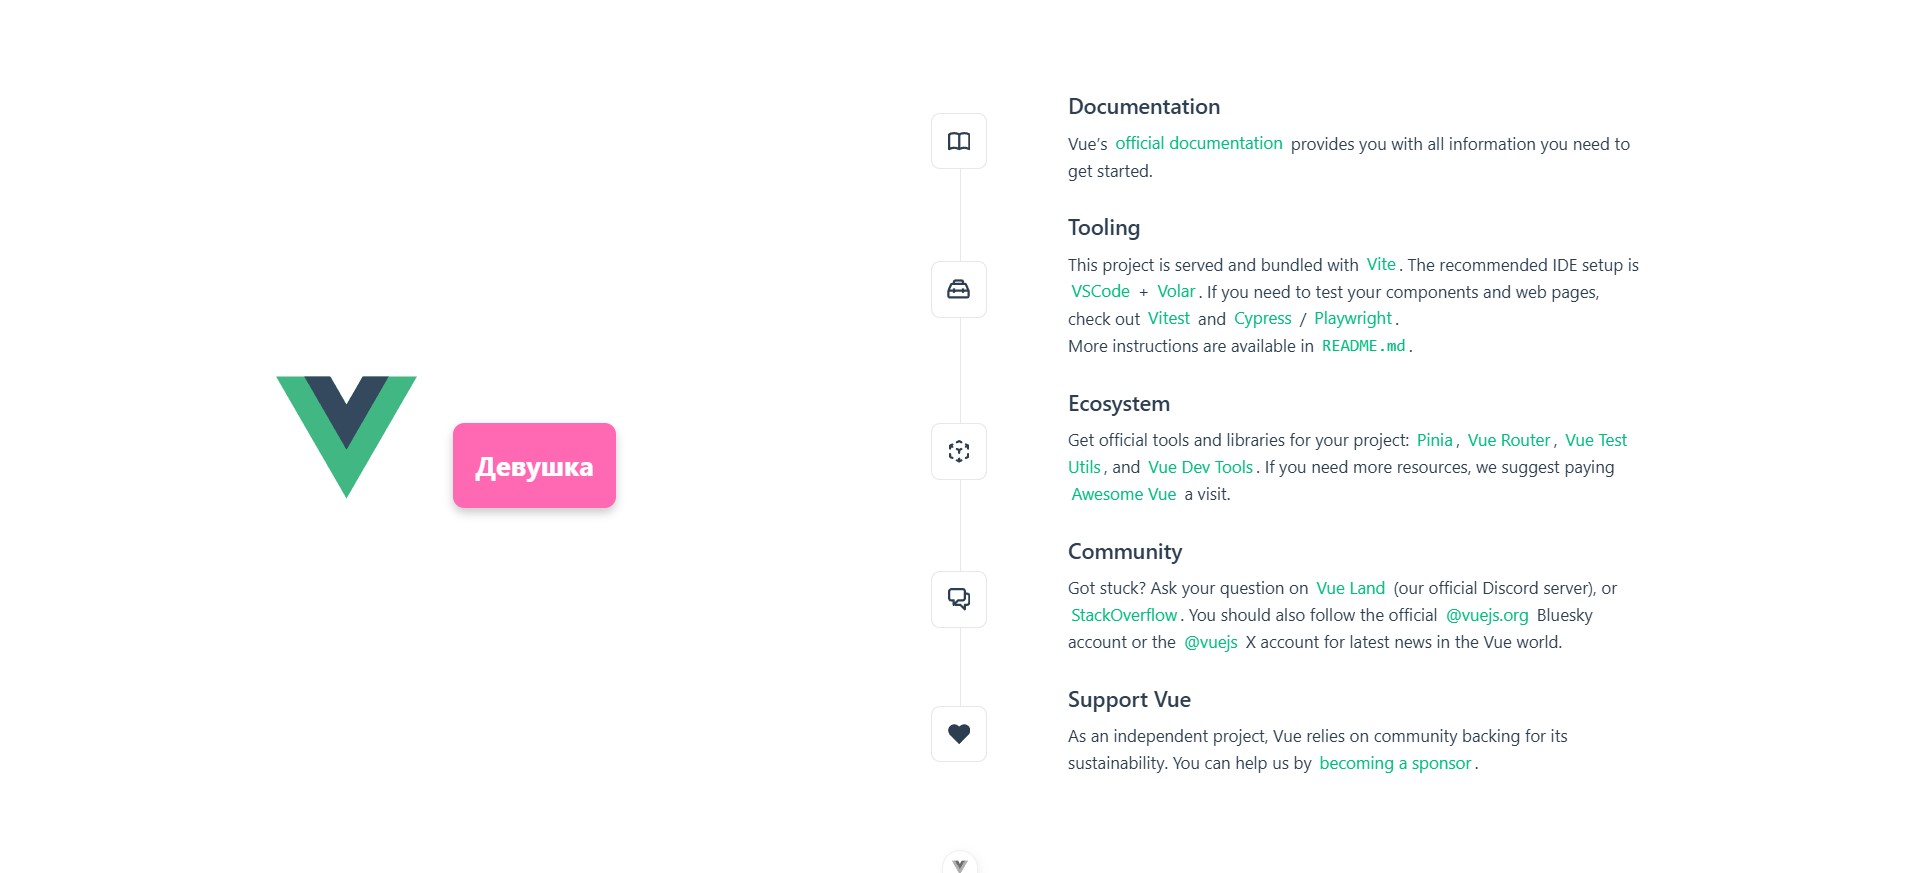 Девушка
Documentation
Vue’s official documentation provides you with all information you need to
get started.
Tooling
This project is served and bundled with Vite. The recommended IDE setup is
VSCode + Volar. If you need to test your components and web pages,
check out Vitest and Cypress / Playwright.
More instructions are available in README.md.
Ecosystem
Get official tools and libraries for your project: Pinia, Vue Router, Vue Test
Utils, and Vue Dev Tools. If you need more resources, we suggest paying
Awesome Vue a visit.
Community
Got stuck? Ask your question on Vue Land (our official Discord server), or
StackOverflow. You should also follow the official @vuejs.org Bluesky
account or the @vuejs X account for latest news in the Vue world.
Support Vue
As an independent project, Vue relies on community backing for its
sustainability. You can help us by becoming a sponsor.